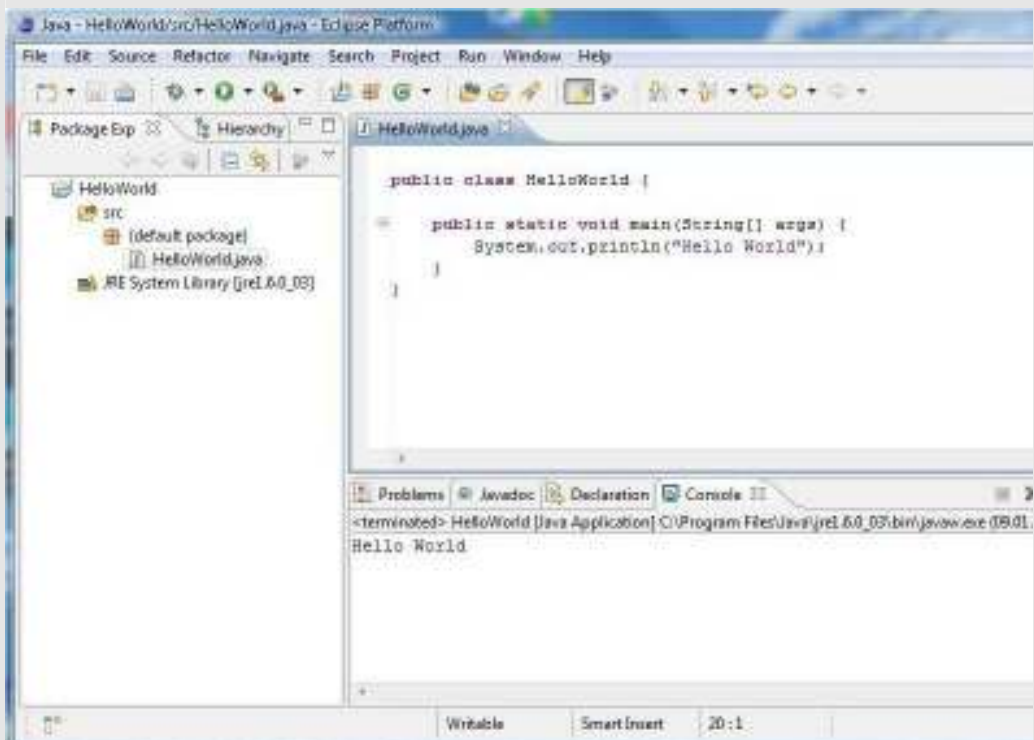 Java - HelloWorld/src/HelloWorld.java - Eclipse Platform
File Edit Source Refactor Navigate Search Project Run Window Help
Package Exp Hierarchy
HelloWorld
src
(default package)
HelloWorld.java
JRE System Library [jre1.6.0_03]
HelloWorld.java
public class HelloWorld {
public static void main(String[] args) {
System.out.println("Hello World");
}
}
Problems Javadoc Declaration Console
<terminated> HelloWorld [Java Application] C:\Program Files\Java\jre1.6.0_03\bin\javaw.exe (09.01.
Hello World
Writable Smart Insert 20 : 1